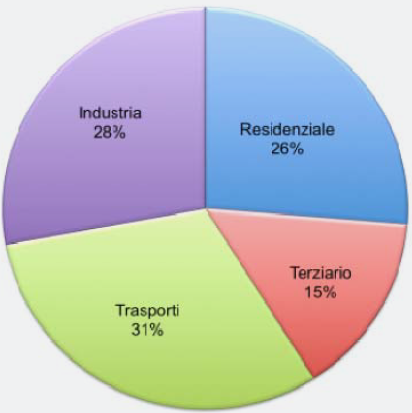 Industria
28%
Residenziale
26%
Terziario
15%
Trasporti
31%